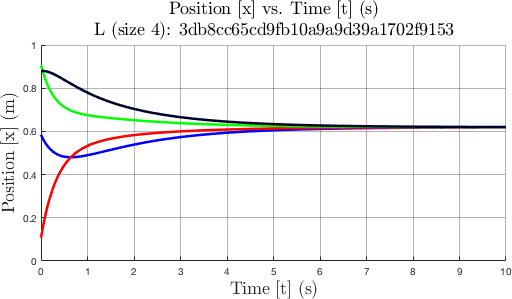 Position [x] vs. Time [t] (s)
L (size 4): 3db8cc65cd9fb10a9a9d39a1702f9153
Position [x] (m)
1
0.8
0.6
0.4
0.2
0
0 1 2 3 4 5 6 7 8 9 10
Time [t] (s)